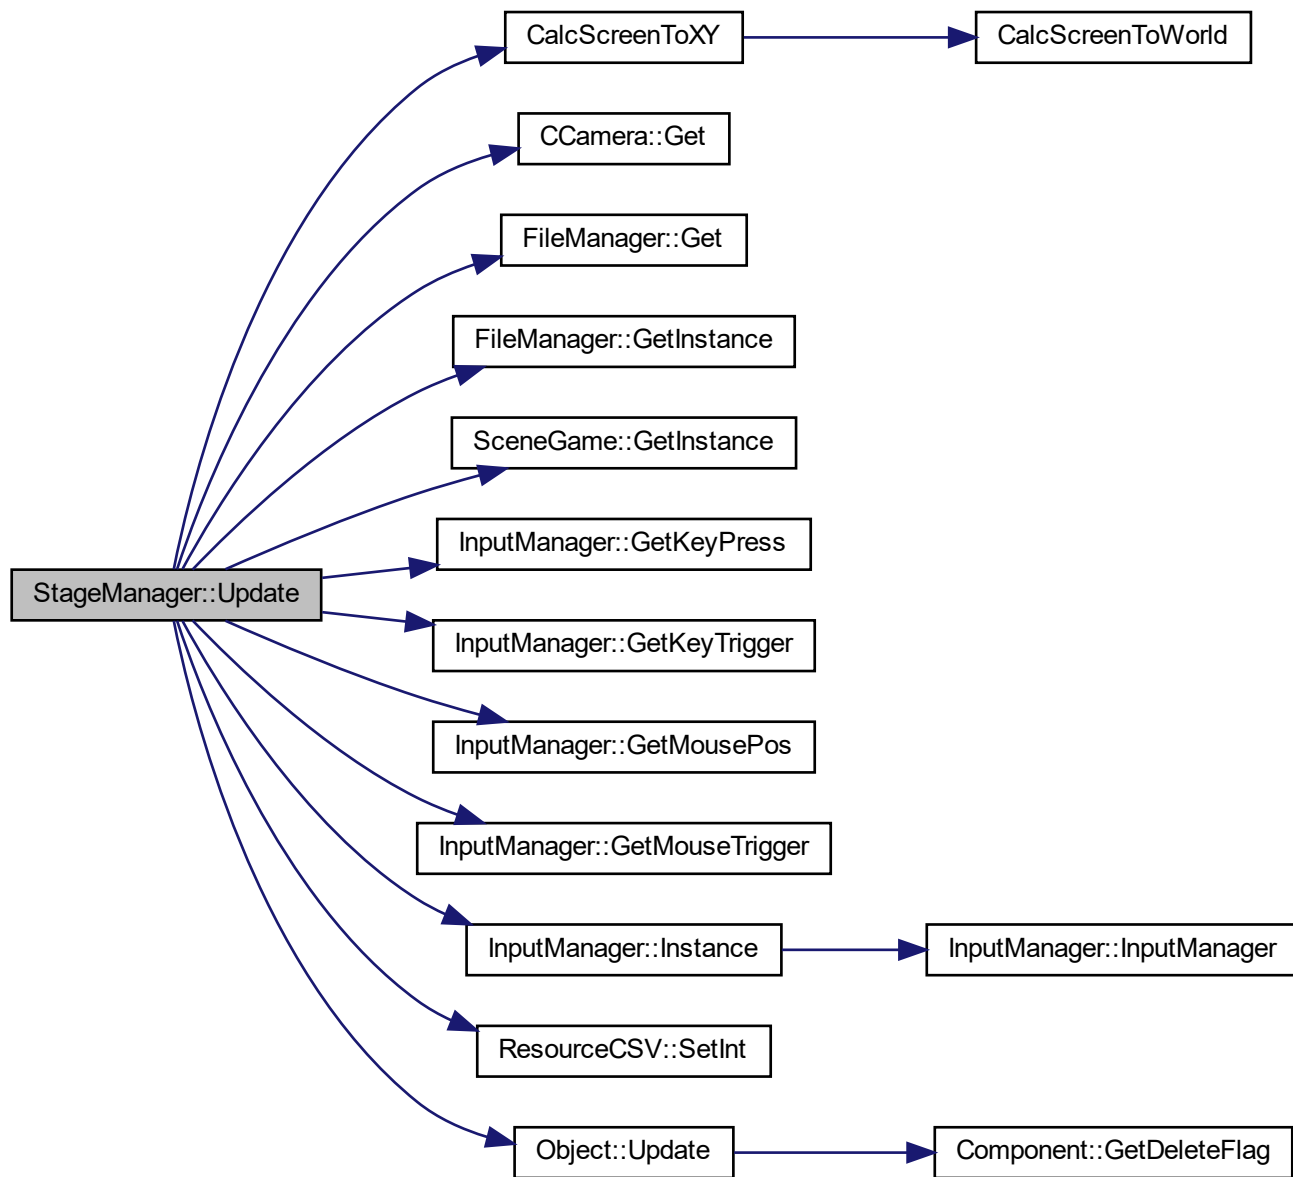 CalcScreenToXY
CalcScreenToWorld
CCamera::Get
FileManager::Get
FileManager::GetInstance
SceneGame::GetInstance
InputManager::GetKeyPress
StageManager::Update
InputManager::GetKeyTrigger
InputManager::GetMousePos
InputManager::GetMouseTrigger
InputManager::Instance
InputManager::InputManager
ResourceCSV::SetInt
Object::Update
Component::GetDeleteFlag